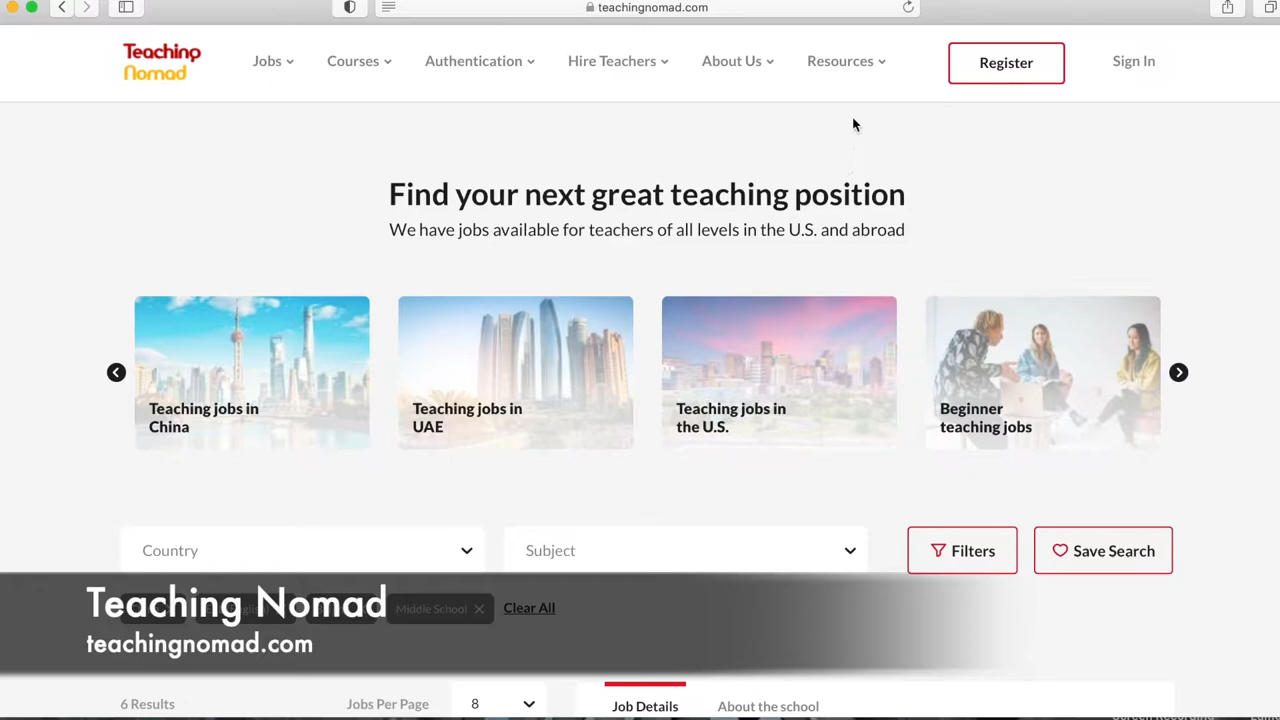 teachingnomad.com
Teaching
Nomad
Jobs
Courses
Authentication
Hire Teachers
About Us
Resources
Register
Sign In
Find your next great teaching position
We have jobs available for teachers of all levels in the U.S. and abroad
Teaching jobs in
China
Teaching jobs in
UAE
Teaching jobs in
the U.S.
Beginner
teaching jobs
Country
Subject
Filters
Save Search
Teaching Nomad
teachingnomad.com
Middle School
Clear All
6 Results
Jobs Per Page
8
Job Details
About the school